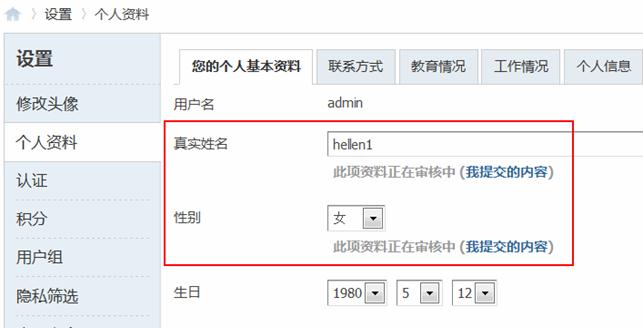 设置 个人资料
设置
您的个人基本资料 联系方式 教育情况 工作情况 个人信息
修改头像
个人资料
认证
积分
用户组
隐私筛选
用户名 admin
真实姓名 hellen1
此项资料正在审核中 (我提交的内容)
性别 女
此项资料正在审核中 (我提交的内容)
生日 1980 5 12